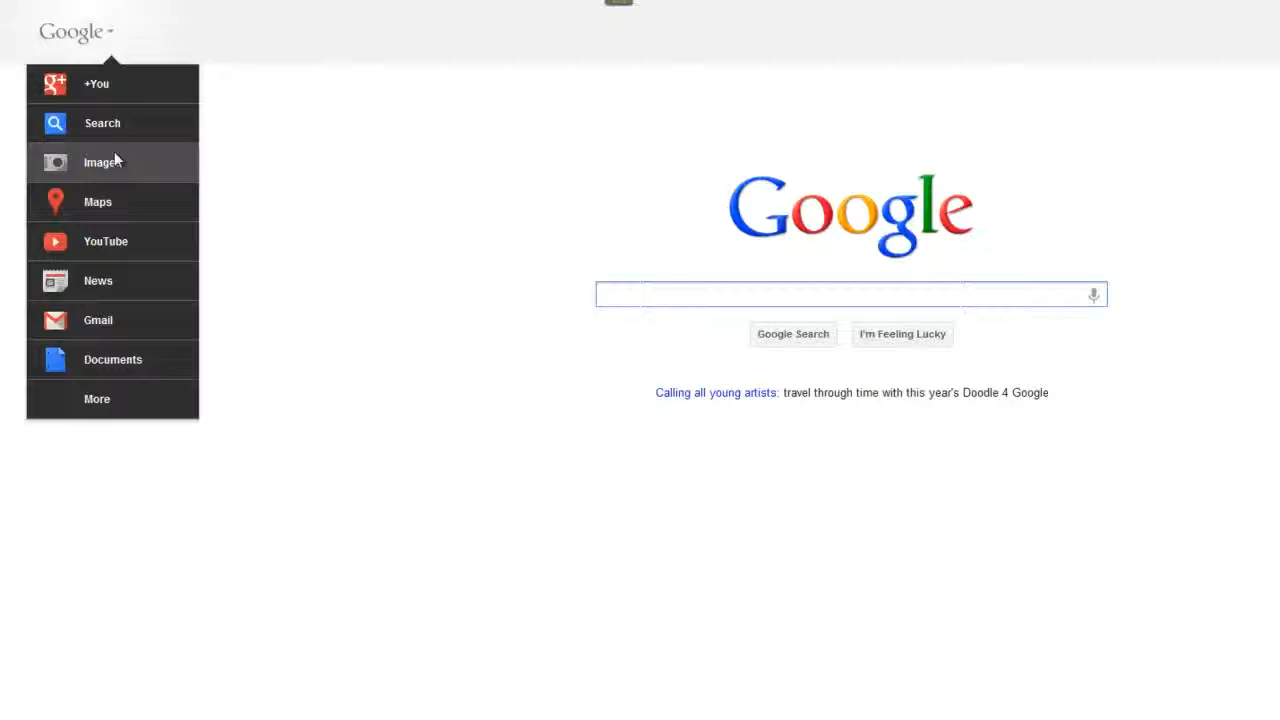 Google
+You
Search
Image
Maps
YouTube
News
Gmail
Documents
More
Google
Google Search
I'm Feeling Lucky
Calling all young artists: travel through time with this year's Doodle 4 Google